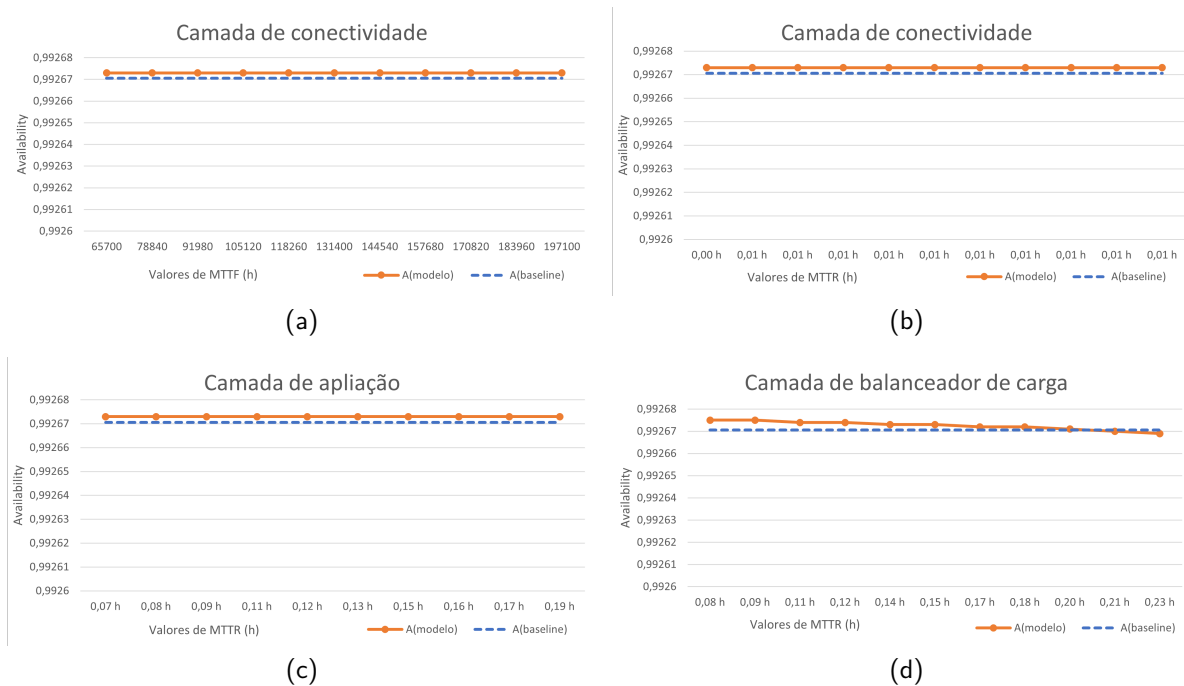 Camada de conectividade
0,99268
0,99267
0,99266
0,99265
0,99264
0,99263
0,99262
0,99261
0,9926
Availability
65700 78840 91980 105120 118260 131400 144540 157680 170820 183960 197100
Valores de MTTF (h) A(modelo) A(baseline)
(a)
Camada de conectividade
0,99268
0,99267
0,99266
0,99265
0,99264
0,99263
0,99262
0,99261
0,9926
Availability
0,00 h 0,01 h 0,01 h 0,01 h 0,01 h 0,01 h 0,01 h 0,01 h 0,01 h 0,01 h 0,01 h
Valores de MTTR (h) A(modelo) A(baseline)
(b)
Camada de apliação
0,99268
0,99267
0,99266
0,99265
0,99264
0,99263
0,99262
0,99261
0,9926
Availability
0,07 h 0,08 h 0,09 h 0,11 h 0,12 h 0,13 h 0,15 h 0,16 h 0,17 h 0,19 h
Valores de MTTR (h) A(modelo) A(baseline)
(c)
Camada de balanceador de carga
0,99268
0,99267
0,99266
0,99265
0,99264
0,99263
0,99262
0,99261
0,9926
Availability
0,08 h 0,09 h 0,11 h 0,12 h 0,14 h 0,15 h 0,17 h 0,18 h 0,20 h 0,21 h 0,23 h
Valores de MTTR (h) A(modelo) A(baseline)
(d)